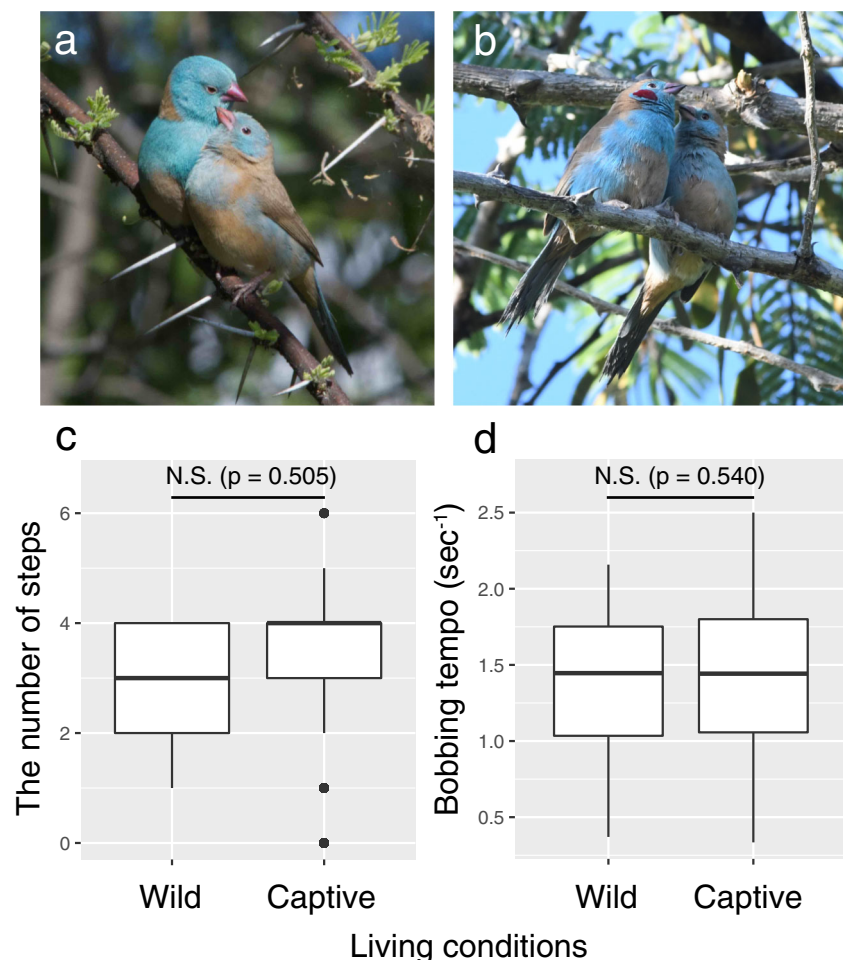 a
b
c
d
N.S. (p = 0.505)
The number of steps
6
4
2
0
Wild
Captive
N.S. (p = 0.540)
Bobbing tempo (sec⁻¹)
2.5
2.0
1.5
1.0
0.5
Wild
Captive
Living conditions